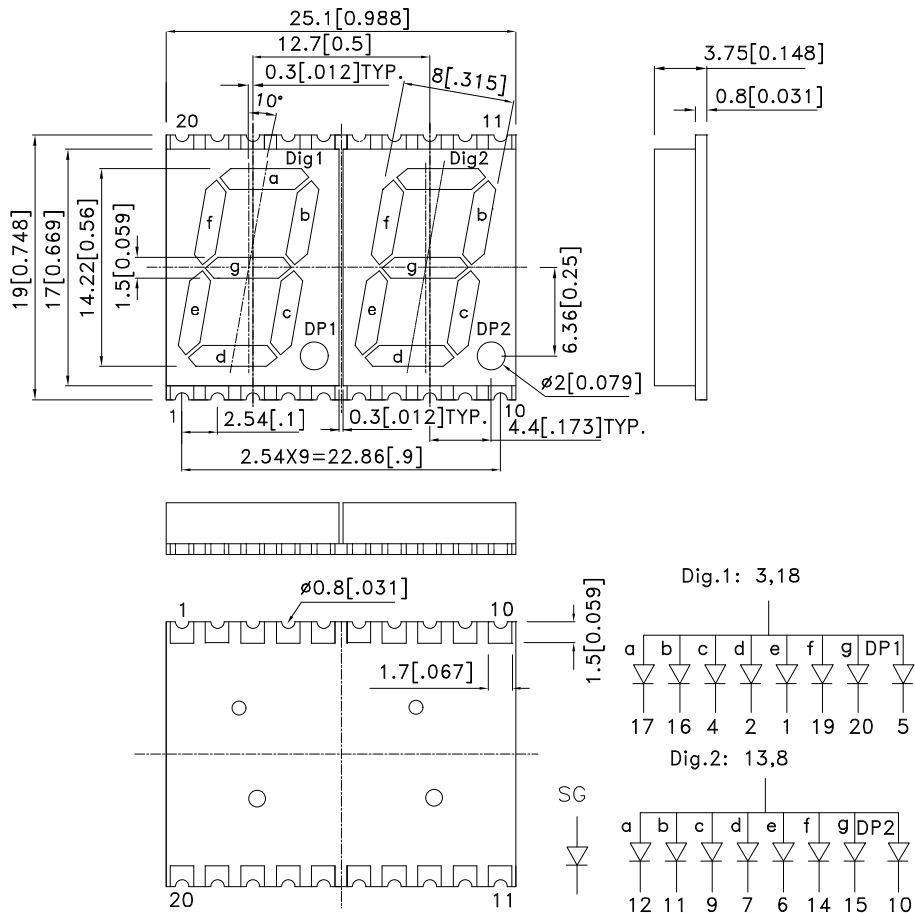 25.1[0.988]
12.7[0.5]
3.75[0.148]
0.3[.012]TYP.
8[.315]
0.8[0.031]
10°
20
11
Dig1
Dig2
a
f
b
f
b
g
g
e
c
e
c
DP1
DP2
d
d
19[0.748]
17[0.669]
14.22[0.56]
1.5[0.059]
6.36[0.25]
ø2[0.079]
1
2.54[.1]
0.3[.012]TYP.
10
4.4[.173]TYP.
2.54X9=22.86[.9]
ø0.8[.031]
1
10
1.5[0.059]
1.7[.067]
20
11
Dig.1: 3,18
a b c d e f g DP1
17 16 4 2 1 19 20 5
Dig.2: 13,8
SG
a b c d e f g DP2
12 11 9 7 6 14 15 10